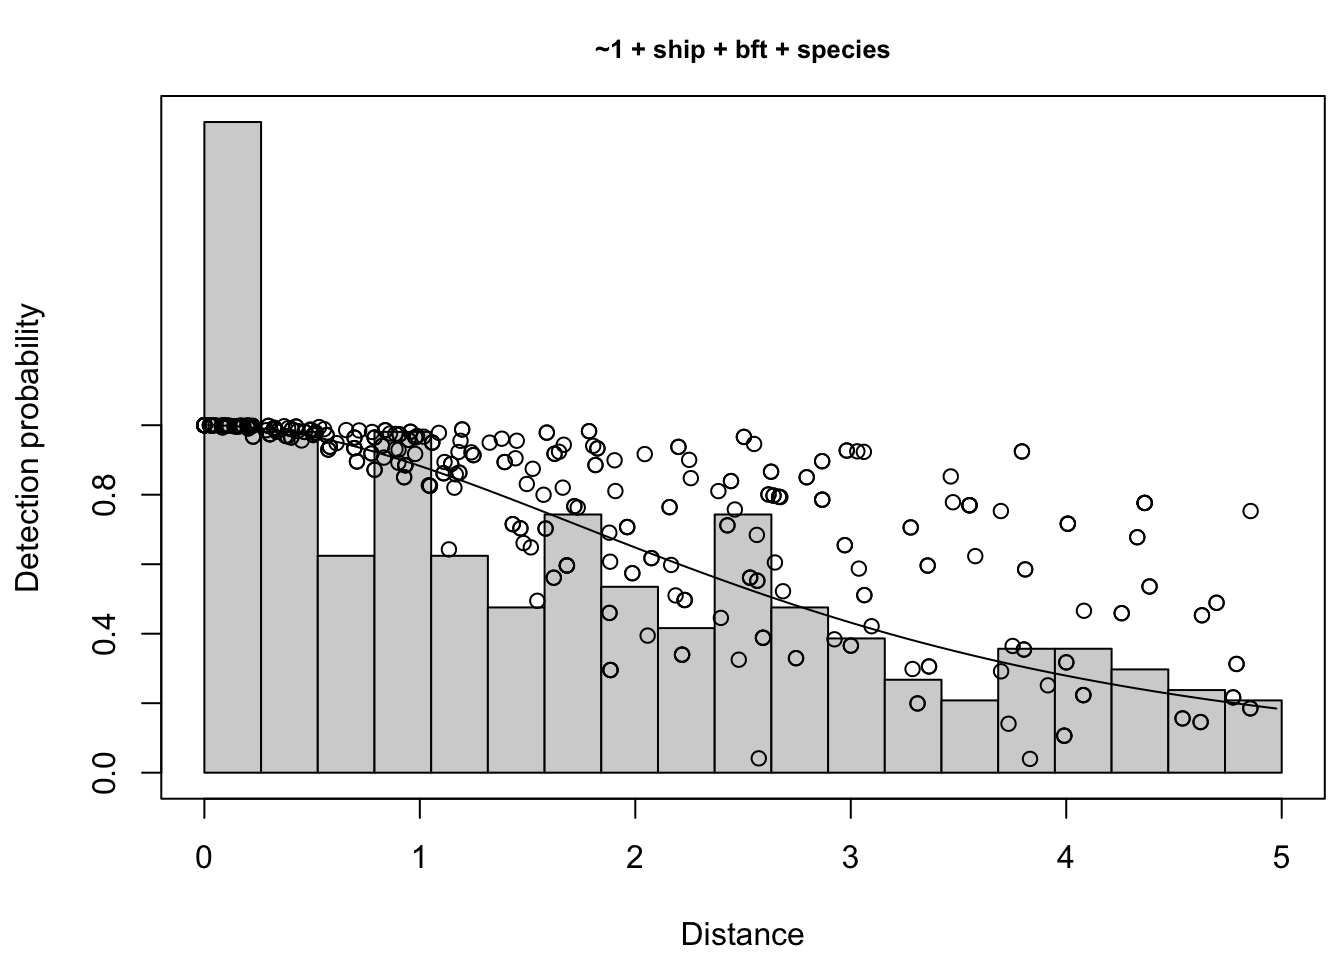 ~1 + ship + bft + species
Detection probability
0.8
0.4
0.0
0 1 2 3 4 5
Distance